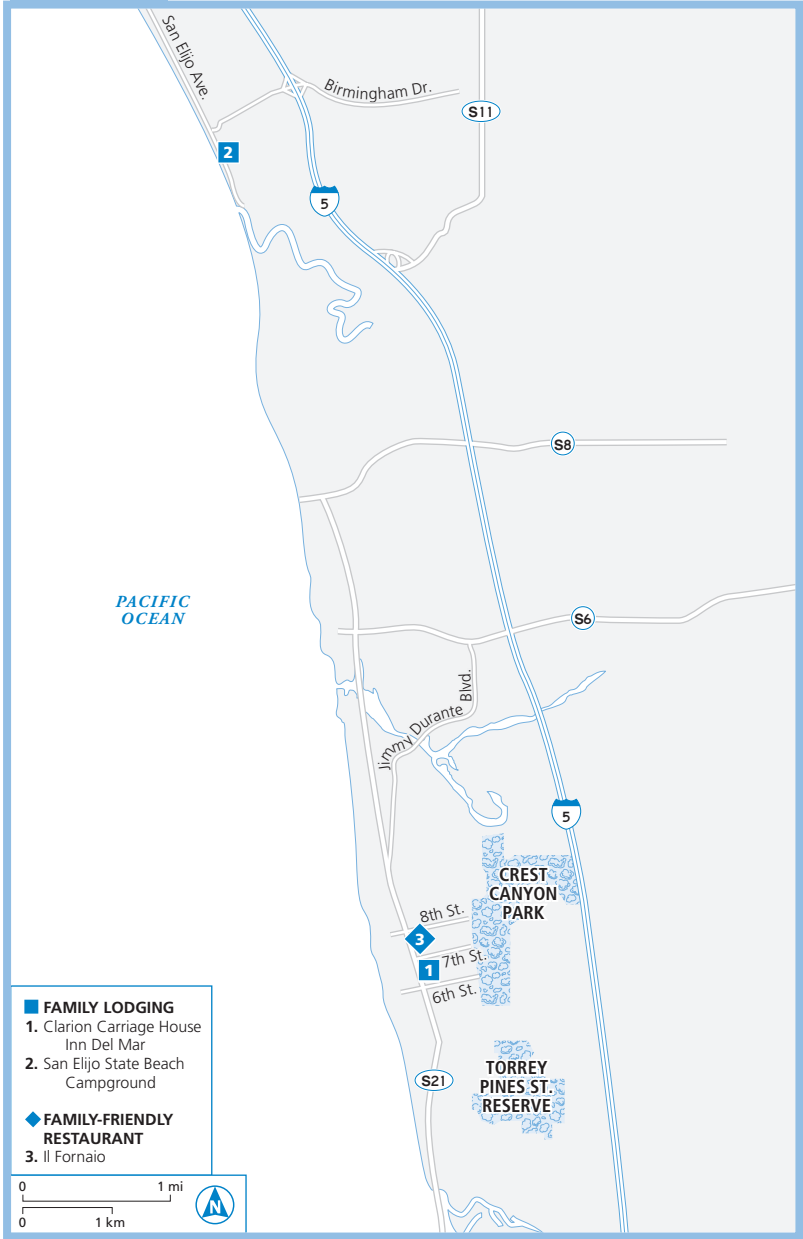 San Elijo Ave.
Birmingham Dr.
S11
2
5
S8
PACIFIC
OCEAN
S6
Jimmy Durante Blvd.
5
CREST
CANYON
PARK
8th St.
3
7th St.
1
6th St.
S21
TORREY
PINES ST.
RESERVE
FAMILY LODGING
1. Clarion Carriage House
Inn Del Mar
2. San Elijo State Beach
Campground
FAMILY-FRIENDLY
RESTAURANT
3. Il Fornaio
0 1 mi
0 1 km
N